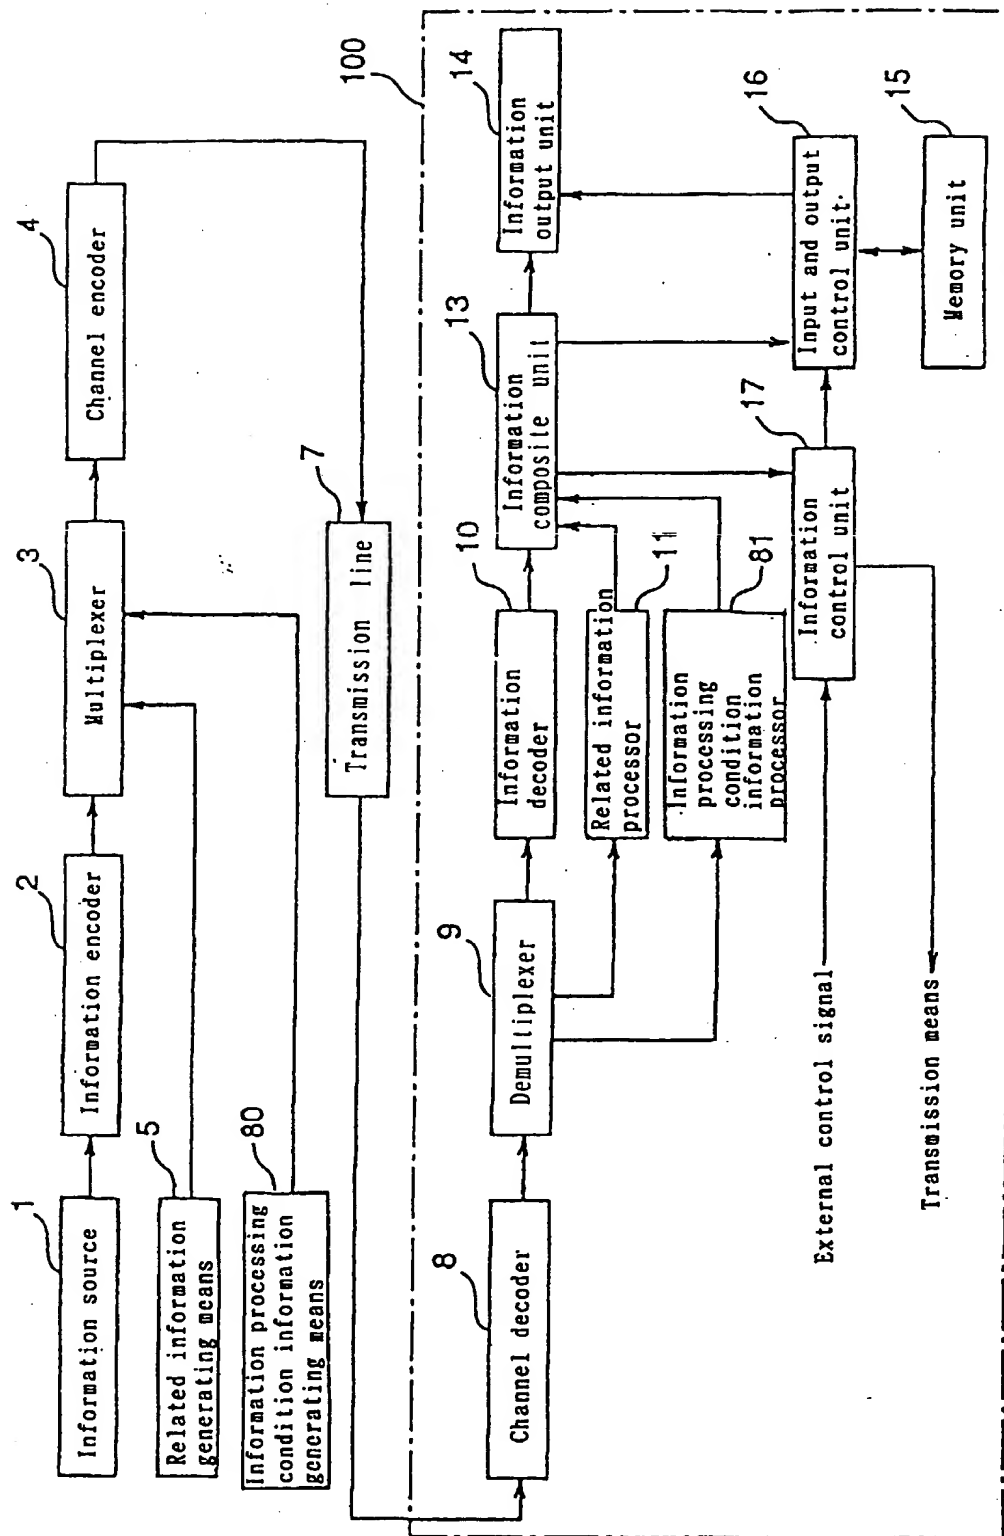 1
Information source
2
Information encoder
3
Multiplexer
4
Channel encoder
5
Related information
generating means
80
Information processing
condition information
generating means
7
Transmission line
100
8
Channel decoder
9
Demultiplexer
10
Information
decoder
11
Related information
processor
81
Information
processing
condition
information
processor
13
Information
composite unit
14
Information
output unit
17
Information
control unit
16
Input and output
control unit
15
Memory unit
External control signal
Transmission means